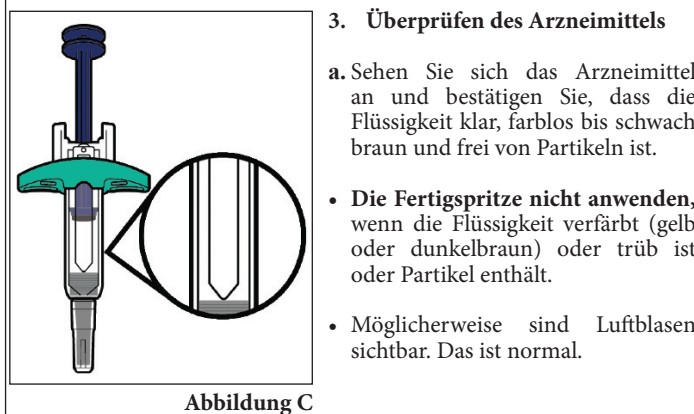 3. Überprüfen des Arzneimittels
a. Sehen Sie sich das Arzneimittel
an und bestätigen Sie, dass die
Flüssigkeit klar, farblos bis schwach
braun und frei von Partikeln ist.
• Die Fertigspritze nicht anwenden,
wenn die Flüssigkeit verfärbt (gelb
oder dunkelbraun) oder trüb ist
oder Partikel enthält.
• Möglicherweise sind Luftblasen
sichtbar. Das ist normal.
Abbildung C